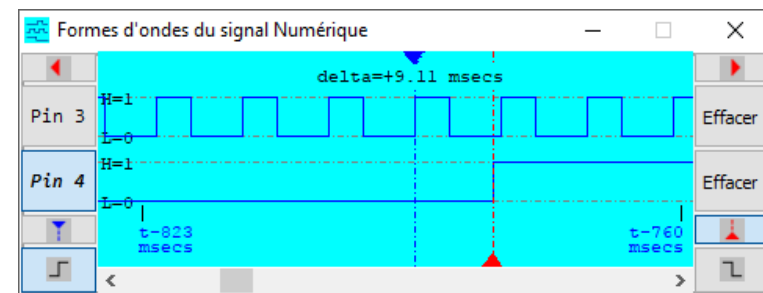 Formes d'ondes du signal Numérique
delta=+9.11 msecs
Pin 3
H=1
L=0
Effacer
Pin 4
H=1
L=0
Effacer
t-823
msecs
t-760
msecs